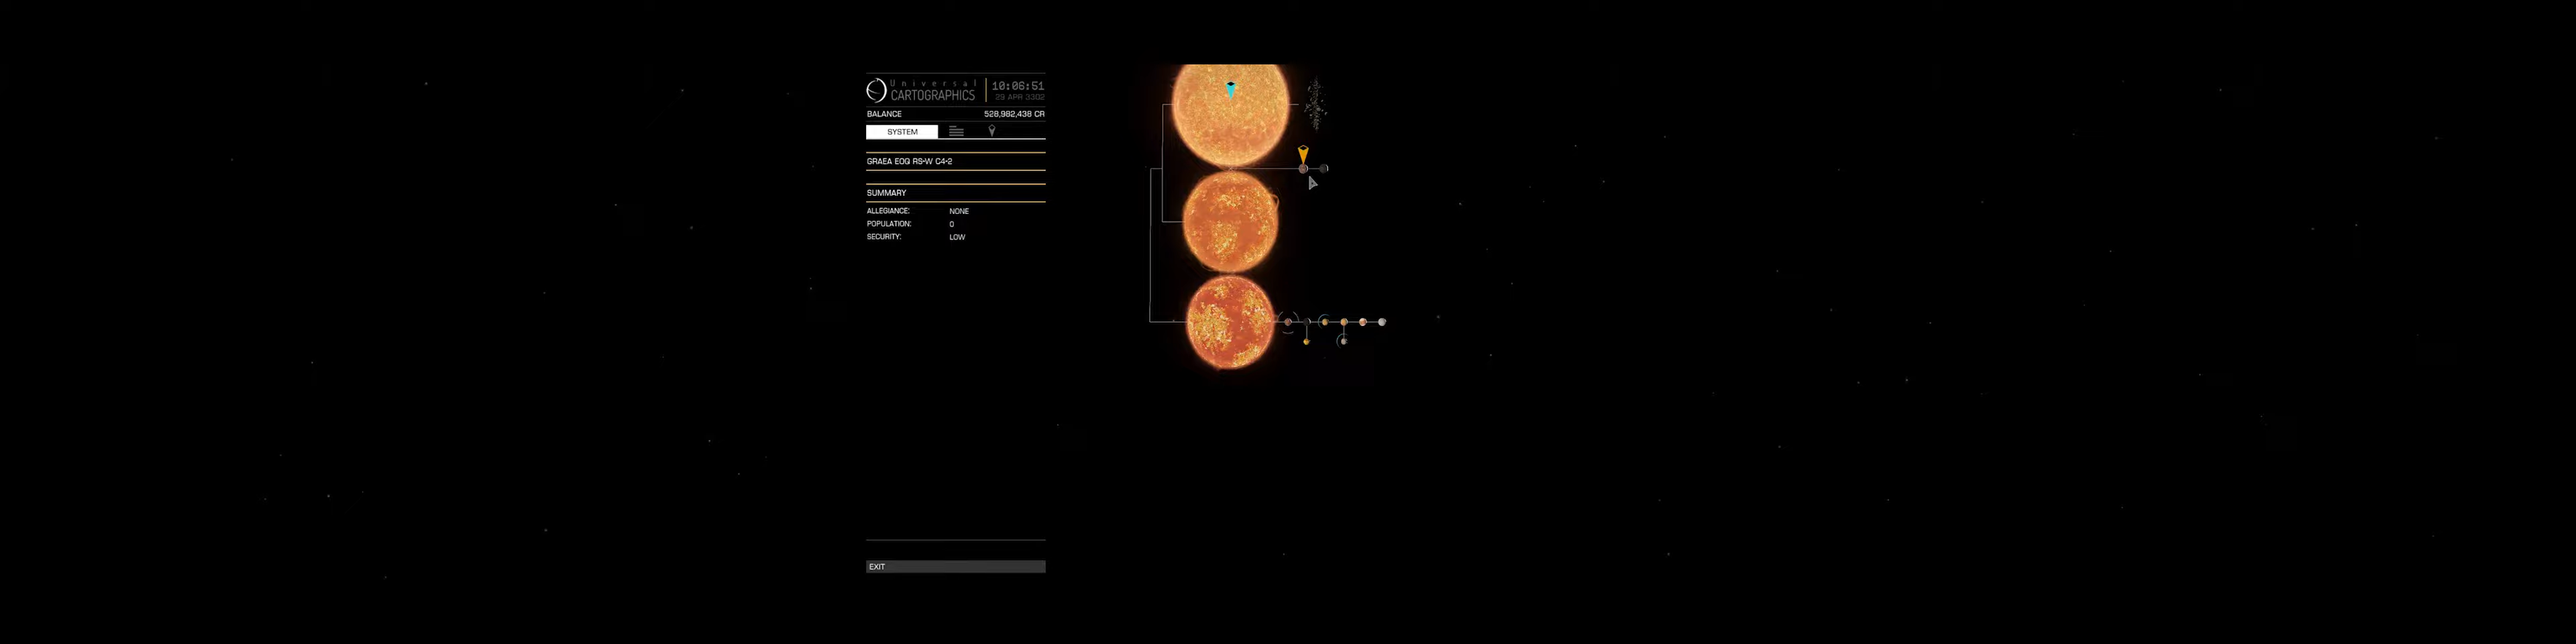 Universal
CARTOGRAPHICS
10:06:51
29 APR 3302
BALANCE 528,982,438 CR
SYSTEM
GRAEA EOQ RS-W C4-2
SUMMARY
ALLEGIANCE: NONE
POPULATION: 0
SECURITY: LOW
EXIT